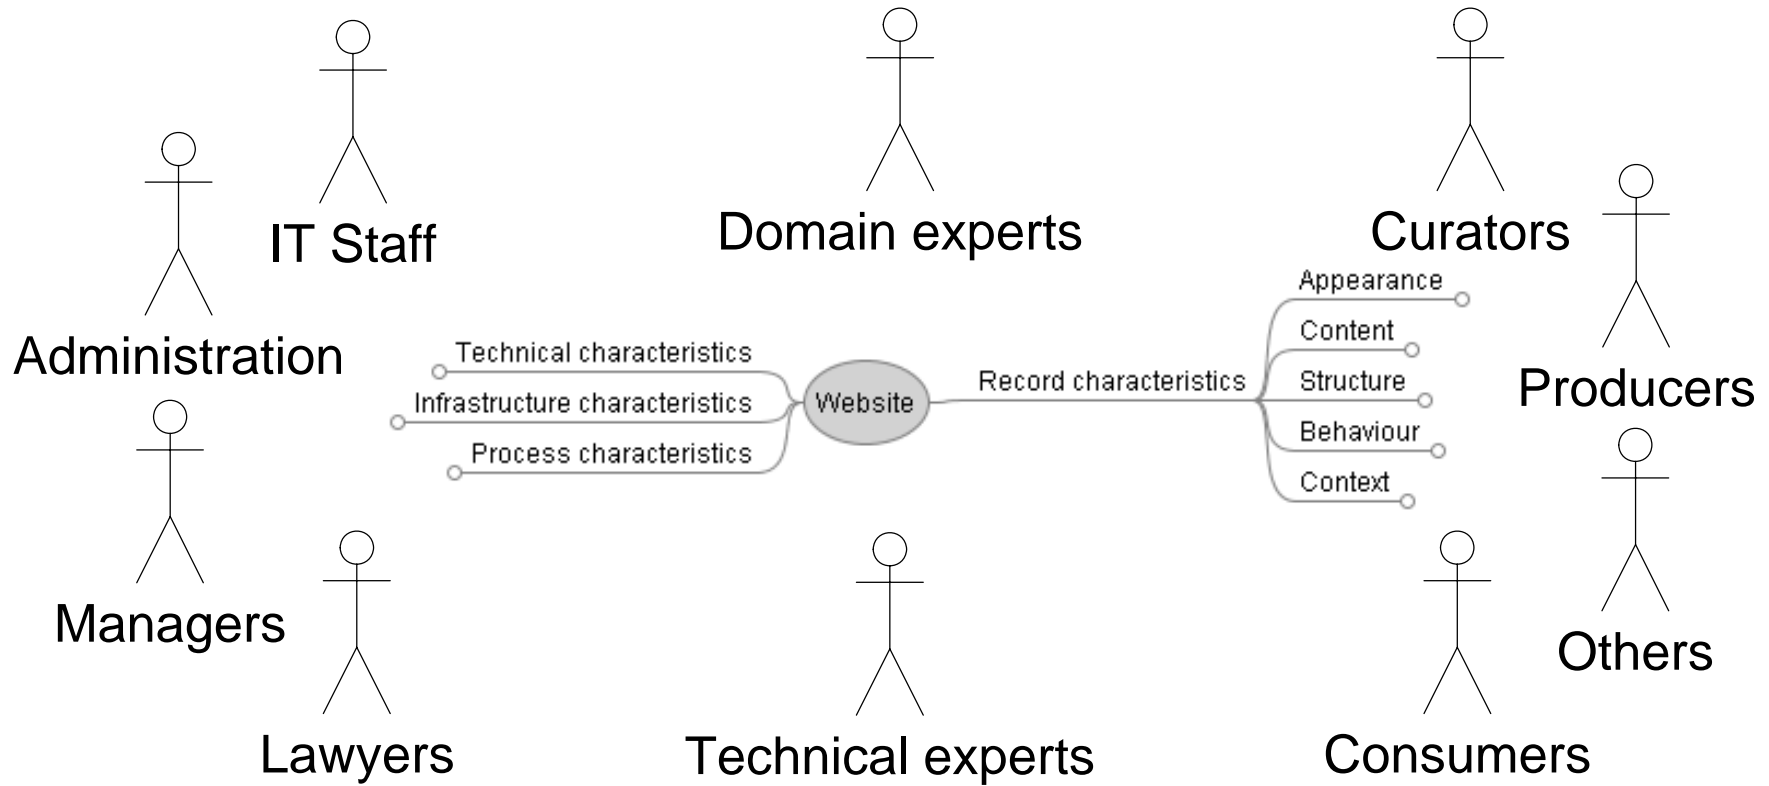 IT Staff
Domain experts
Curators
Administration
Producers
Appearance
Content
Structure
Behaviour
Context
Technical characteristics
Infrastructure characteristics
Process characteristics
Website
Record characteristics
Managers
Others
Lawyers
Technical experts
Consumers